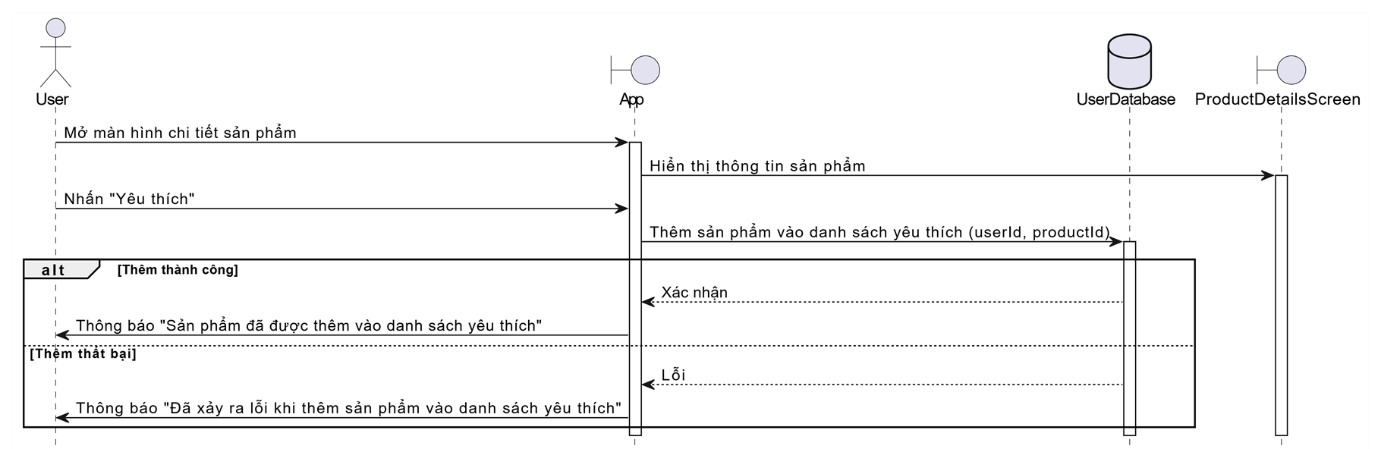 User
App
UserDatabase
ProductDetailsScreen
Mở màn hình chi tiết sản phẩm
Hiển thị thông tin sản phẩm
Nhấn "Yêu thích"
Thêm sản phẩm vào danh sách yêu thích (userId, productId)
alt [Thêm thành công]
Xác nhận
Thông báo "Sản phẩm đã được thêm vào danh sách yêu thích"
[Thêm thất bại]
Lỗi
Thông báo "Đã xảy ra lỗi khi thêm sản phẩm vào danh sách yêu thích"